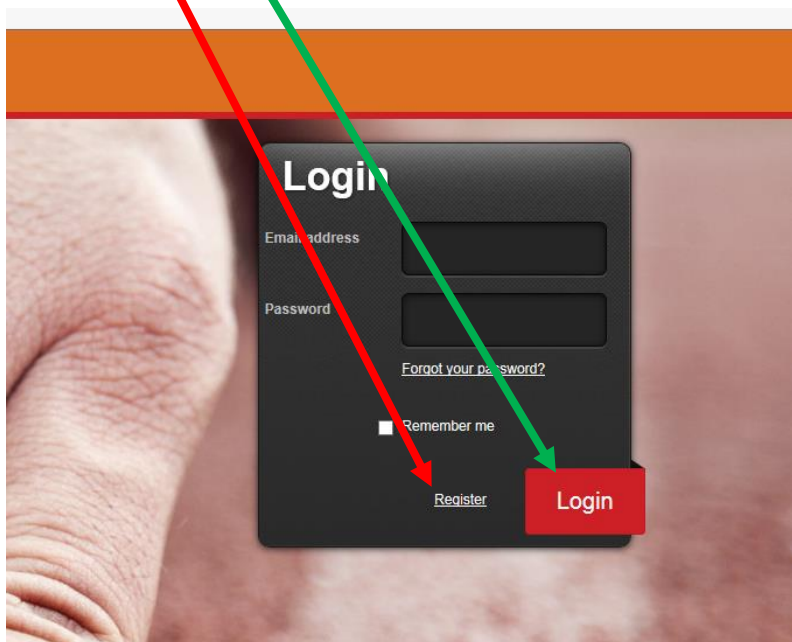 Login
Email address
Password
Forgot your password?
Remember me
Register
Login